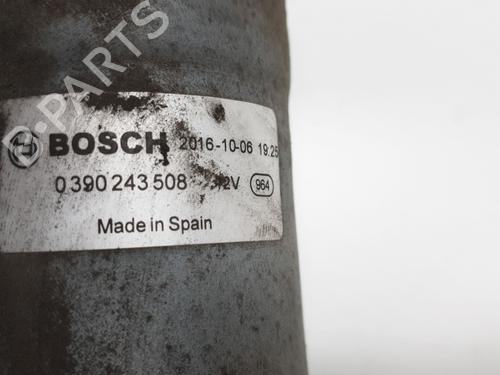 BOSCH 2016-10-06 19:25
0 390 243 508 12V 964
Made in Spain
B-PARTS